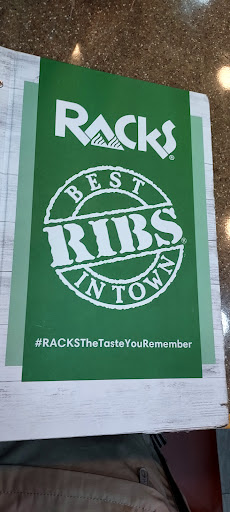 RACKS®
BEST
RIBS®
IN TOWN
#RACKSTheTasteYouRemember